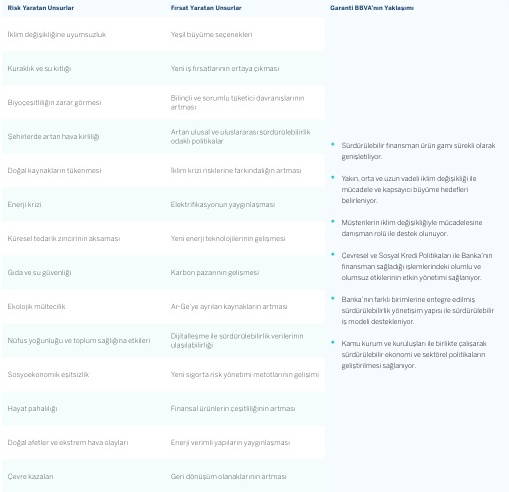 Risk Yaratan Unsurlar
Fırsat Yaratan Unsurlar
Garanti BBVA'nın Yaklaşımı
İklim değişikliğine uyumsuzluk
Yeşil büyüme seçenekleri
Kuraklık ve su kıtlığı
Yeni iş fırsatlarının ortaya çıkması
Biyoçeşitliliğin zarar görmesi
Bilinçli ve sorumlu tüketici davranışlarının
artması
Şehirlerde artan hava kirliliği
Artan ulusal ve uluslararası sürdürülebilirlik
odaklı politikalar
Doğal kaynakların tükenmesi
İklim krizi risklerine farkındalığın artması
Enerji krizi
Elektrifikasyonun yaygınlaşması
Küresel tedarik zincirinin aksaması
Yeni enerji teknolojilerinin gelişmesi
Gıda ve su güvenliği
Karbon pazarının gelişmesi
Ekolojik mültecilik
Ar-Ge'ye ayrılan kaynakların artması
Nüfus yoğunluğu ve toplum sağlığına etkileri
Dijitalleşme ile sürdürülebilirlik verilerinin
ulaşılabilirliği
Sosyoekonomik eşitsizlik
Yeni sigorta risk yönetimi metotlarının gelişimi
Hayat pahalılığı
Finansal ürünlerin çeşitliliğinin artması
Doğal afetler ve ekstrem hava olayları
Enerji verimli yapıların yaygınlaşması
Çevre kazaları
Geri dönüşüm olanaklarının artması
• Sürdürülebilir finansman ürün gamı sürekli olarak
genişletiliyor.
• Yakın, orta ve uzun vadeli iklim değişikliği ile
mücadele ve kapsayıcı büyüme hedefleri
belirleniyor.
• Müşterilerin iklim değişikliğiyle mücadelesine
danışman rolü ile destek olunuyor.
• Çevresel ve Sosyal Kredi Politikaları ile Banka'nın
finansman sağladığı işlemlerindeki olumlu ve
olumsuz etkilerinin etkin yönetimi sağlanıyor.
• Banka'nın farklı birimlerine entegre edilmiş
sürdürülebilirlik yönetişim yapısı ile sürdürülebilir
iş modeli destekleniyor.
• Kamu kurum ve kuruluşları ile birlikte çalışarak
sürdürülebilir ekonomi ve sektörel politikaların
geliştirilmesi sağlanıyor.